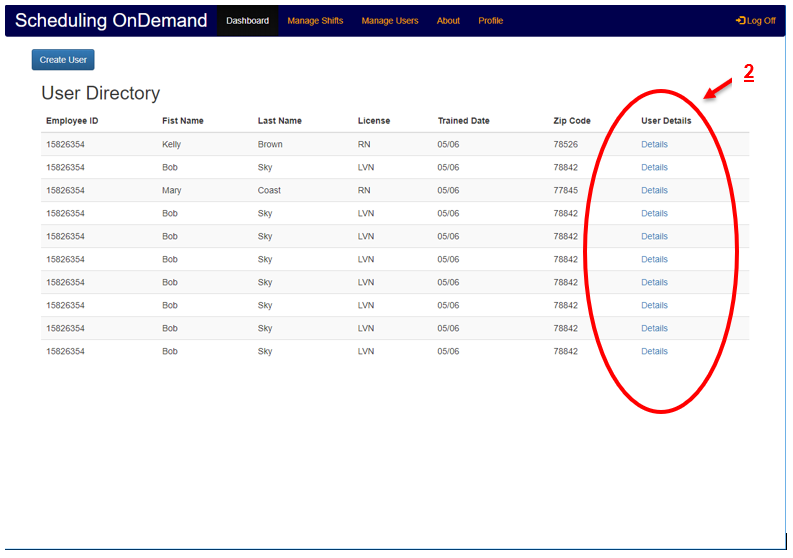 Scheduling OnDemand Dashboard Manage Shifts Manage Users About Profile Log Off
Create User
2
User Directory
Employee ID Fist Name Last Name License Trained Date Zip Code User Details
15826354 Kelly Brown RN 05/06 78526 Details
15826354 Bob Sky LVN 05/06 78842 Details
15826354 Mary Coast RN 05/06 77845 Details
15826354 Bob Sky LVN 05/06 78842 Details
15826354 Bob Sky LVN 05/06 78842 Details
15826354 Bob Sky LVN 05/06 78842 Details
15826354 Bob Sky LVN 05/06 78842 Details
15826354 Bob Sky LVN 05/06 78842 Details
15826354 Bob Sky LVN 05/06 78842 Details
15826354 Bob Sky LVN 05/06 78842 Details